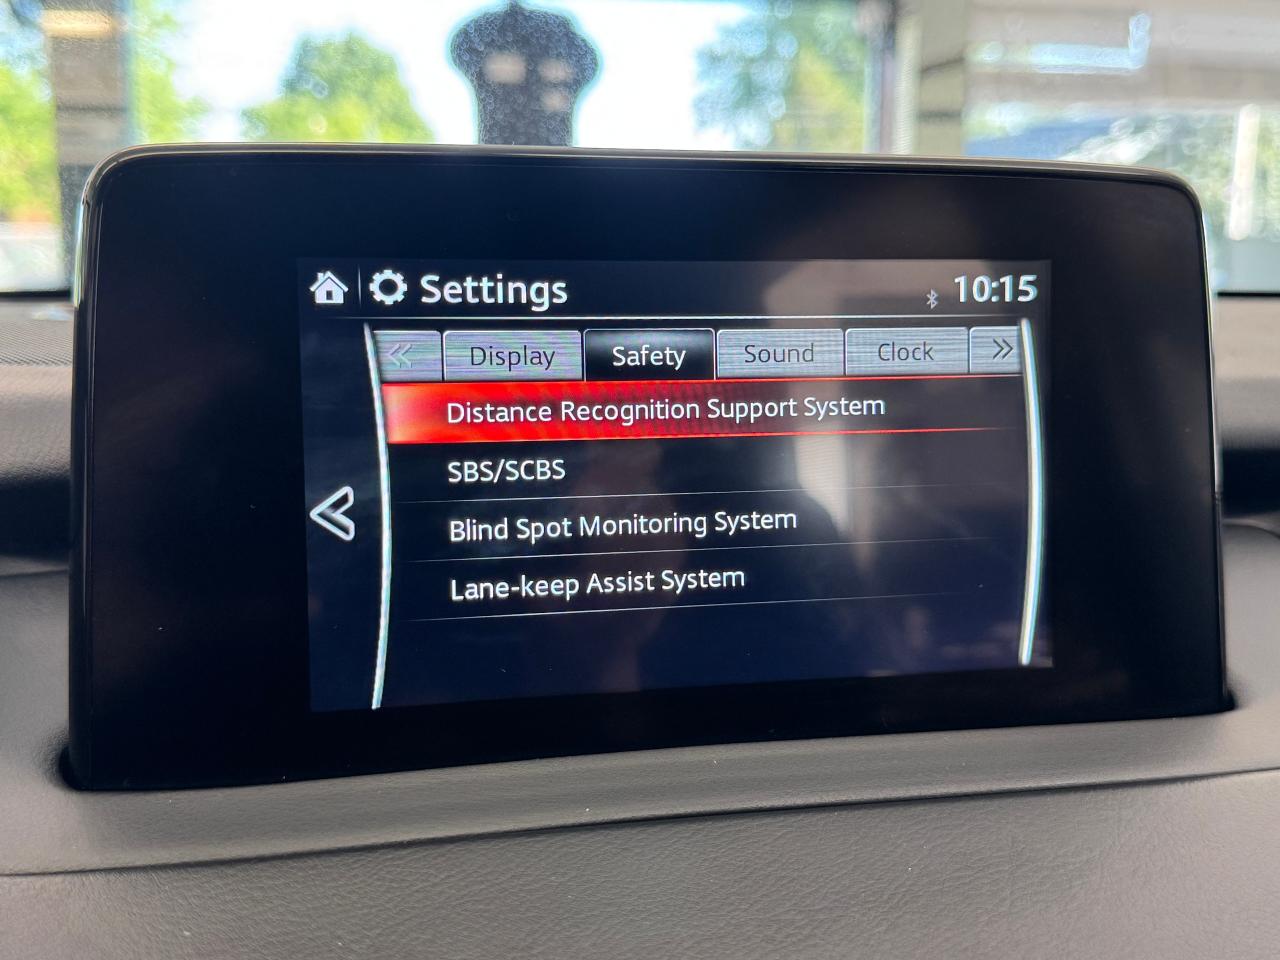 Settings
10:15
Display Safety Sound Clock
Distance Recognition Support System
SBS/SCBS
Blind Spot Monitoring System
Lane-keep Assist System